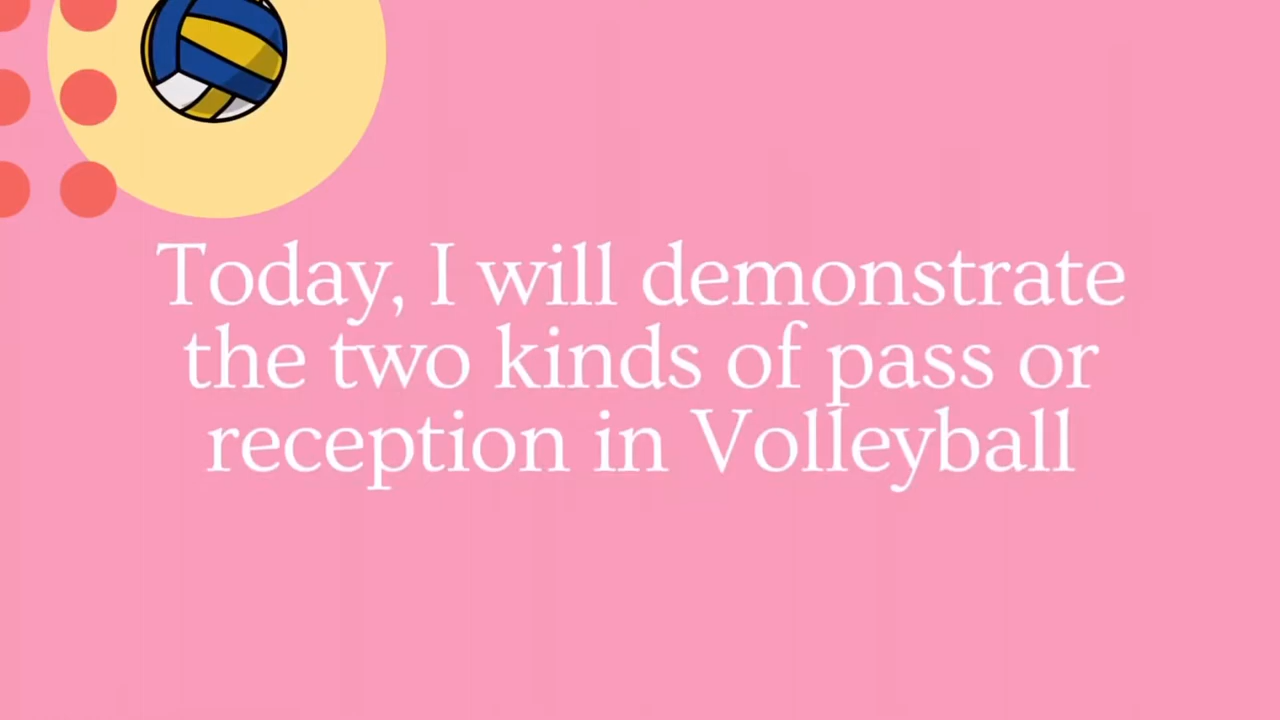 Today, I will demonstrate
the two kinds of pass or
reception in Volleyball